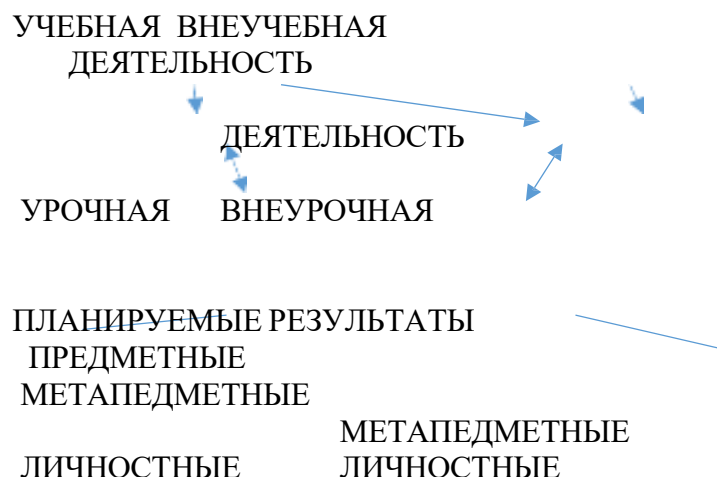 УЧЕБНАЯ ВНЕУЧЕБНАЯ
ДЕЯТЕЛЬНОСТЬ
ДЕЯТЕЛЬНОСТЬ
УРОЧНАЯ ВНЕУРОЧНАЯ
ПЛАНИРУЕМЫЕ РЕЗУЛЬТАТЫ
ПРЕДМЕТНЫЕ
МЕТАПЕДМЕТНЫЕ
МЕТАПЕДМЕТНЫЕ
ЛИЧНОСТНЫЕ ЛИЧНОСТНЫЕ